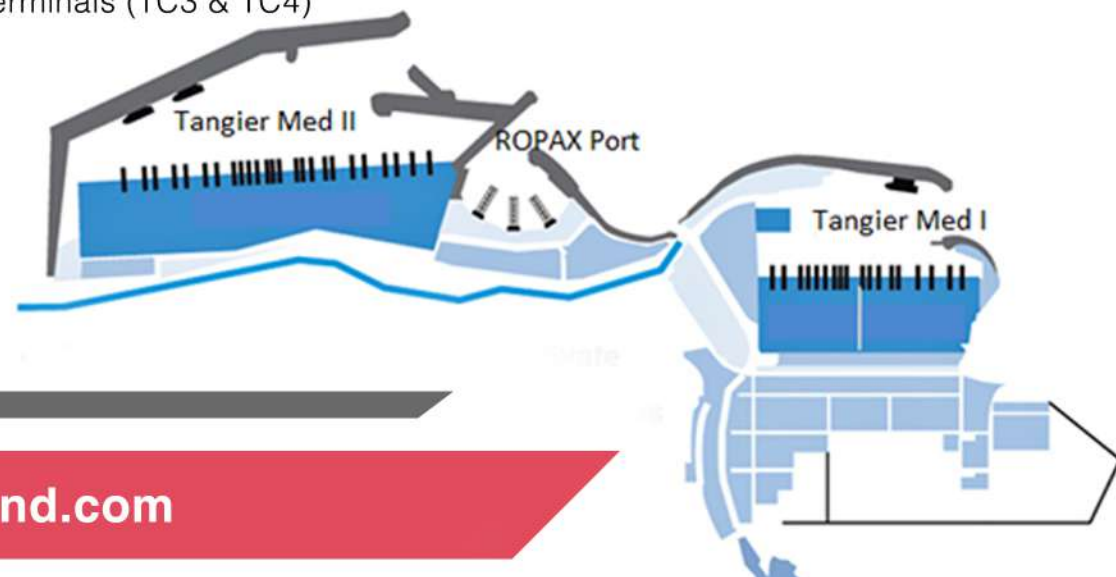 erminals (TC3 & TC4)
Tangier Med II
ROPAX Port
Tangier Med I
nd.com